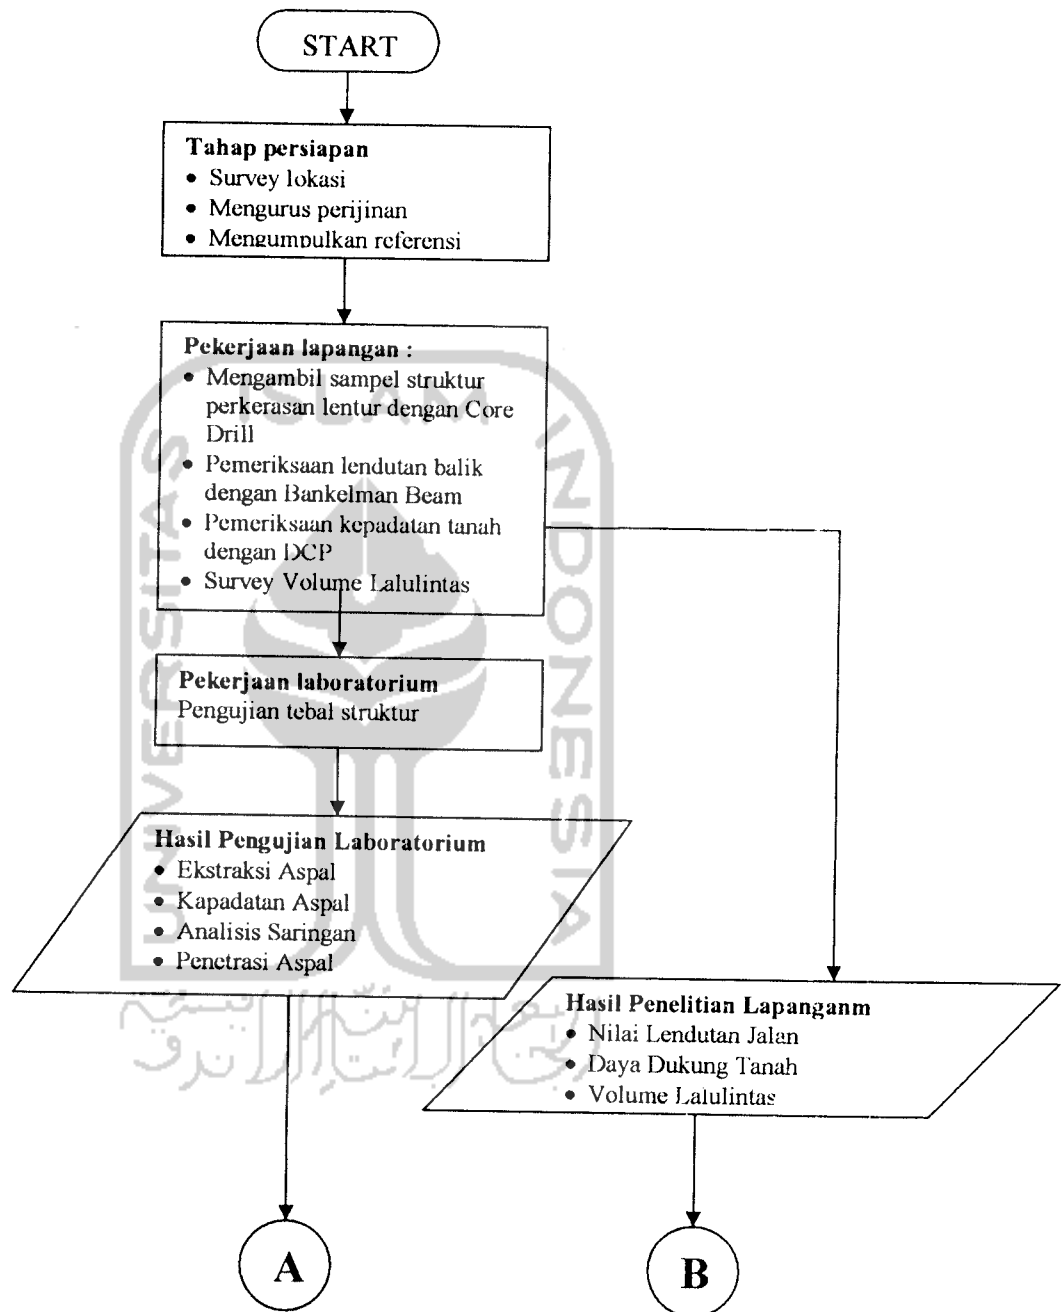 START
Tahap persiapan
• Survey lokasi
• Mengurus perijinan
• Mengumpulkan referensi
Pekerjaan lapangan :
• Mengambil sampel struktur
perkerasan lentur dengan Core
Drill
• Pemeriksaan lendutan balik
dengan Bankelman Beam
• Pemeriksaan kepadatan tanah
dengan DCP
• Survey Volume Lalulintas
Pekerjaan laboratorium
Pengujian tebal struktur
Hasil Pengujian Laboratorium
• Ekstraksi Aspal
• Kapadatan Aspal
• Analisis Saringan
• Penetrasi Aspal
Hasil Penelitian Lapanganm
• Nilai Lendutan Jalan
• Daya Dukung Tanah
• Volume Lalulintas
A
B
UNIVERSITAS
ISLAM
INDONESIA